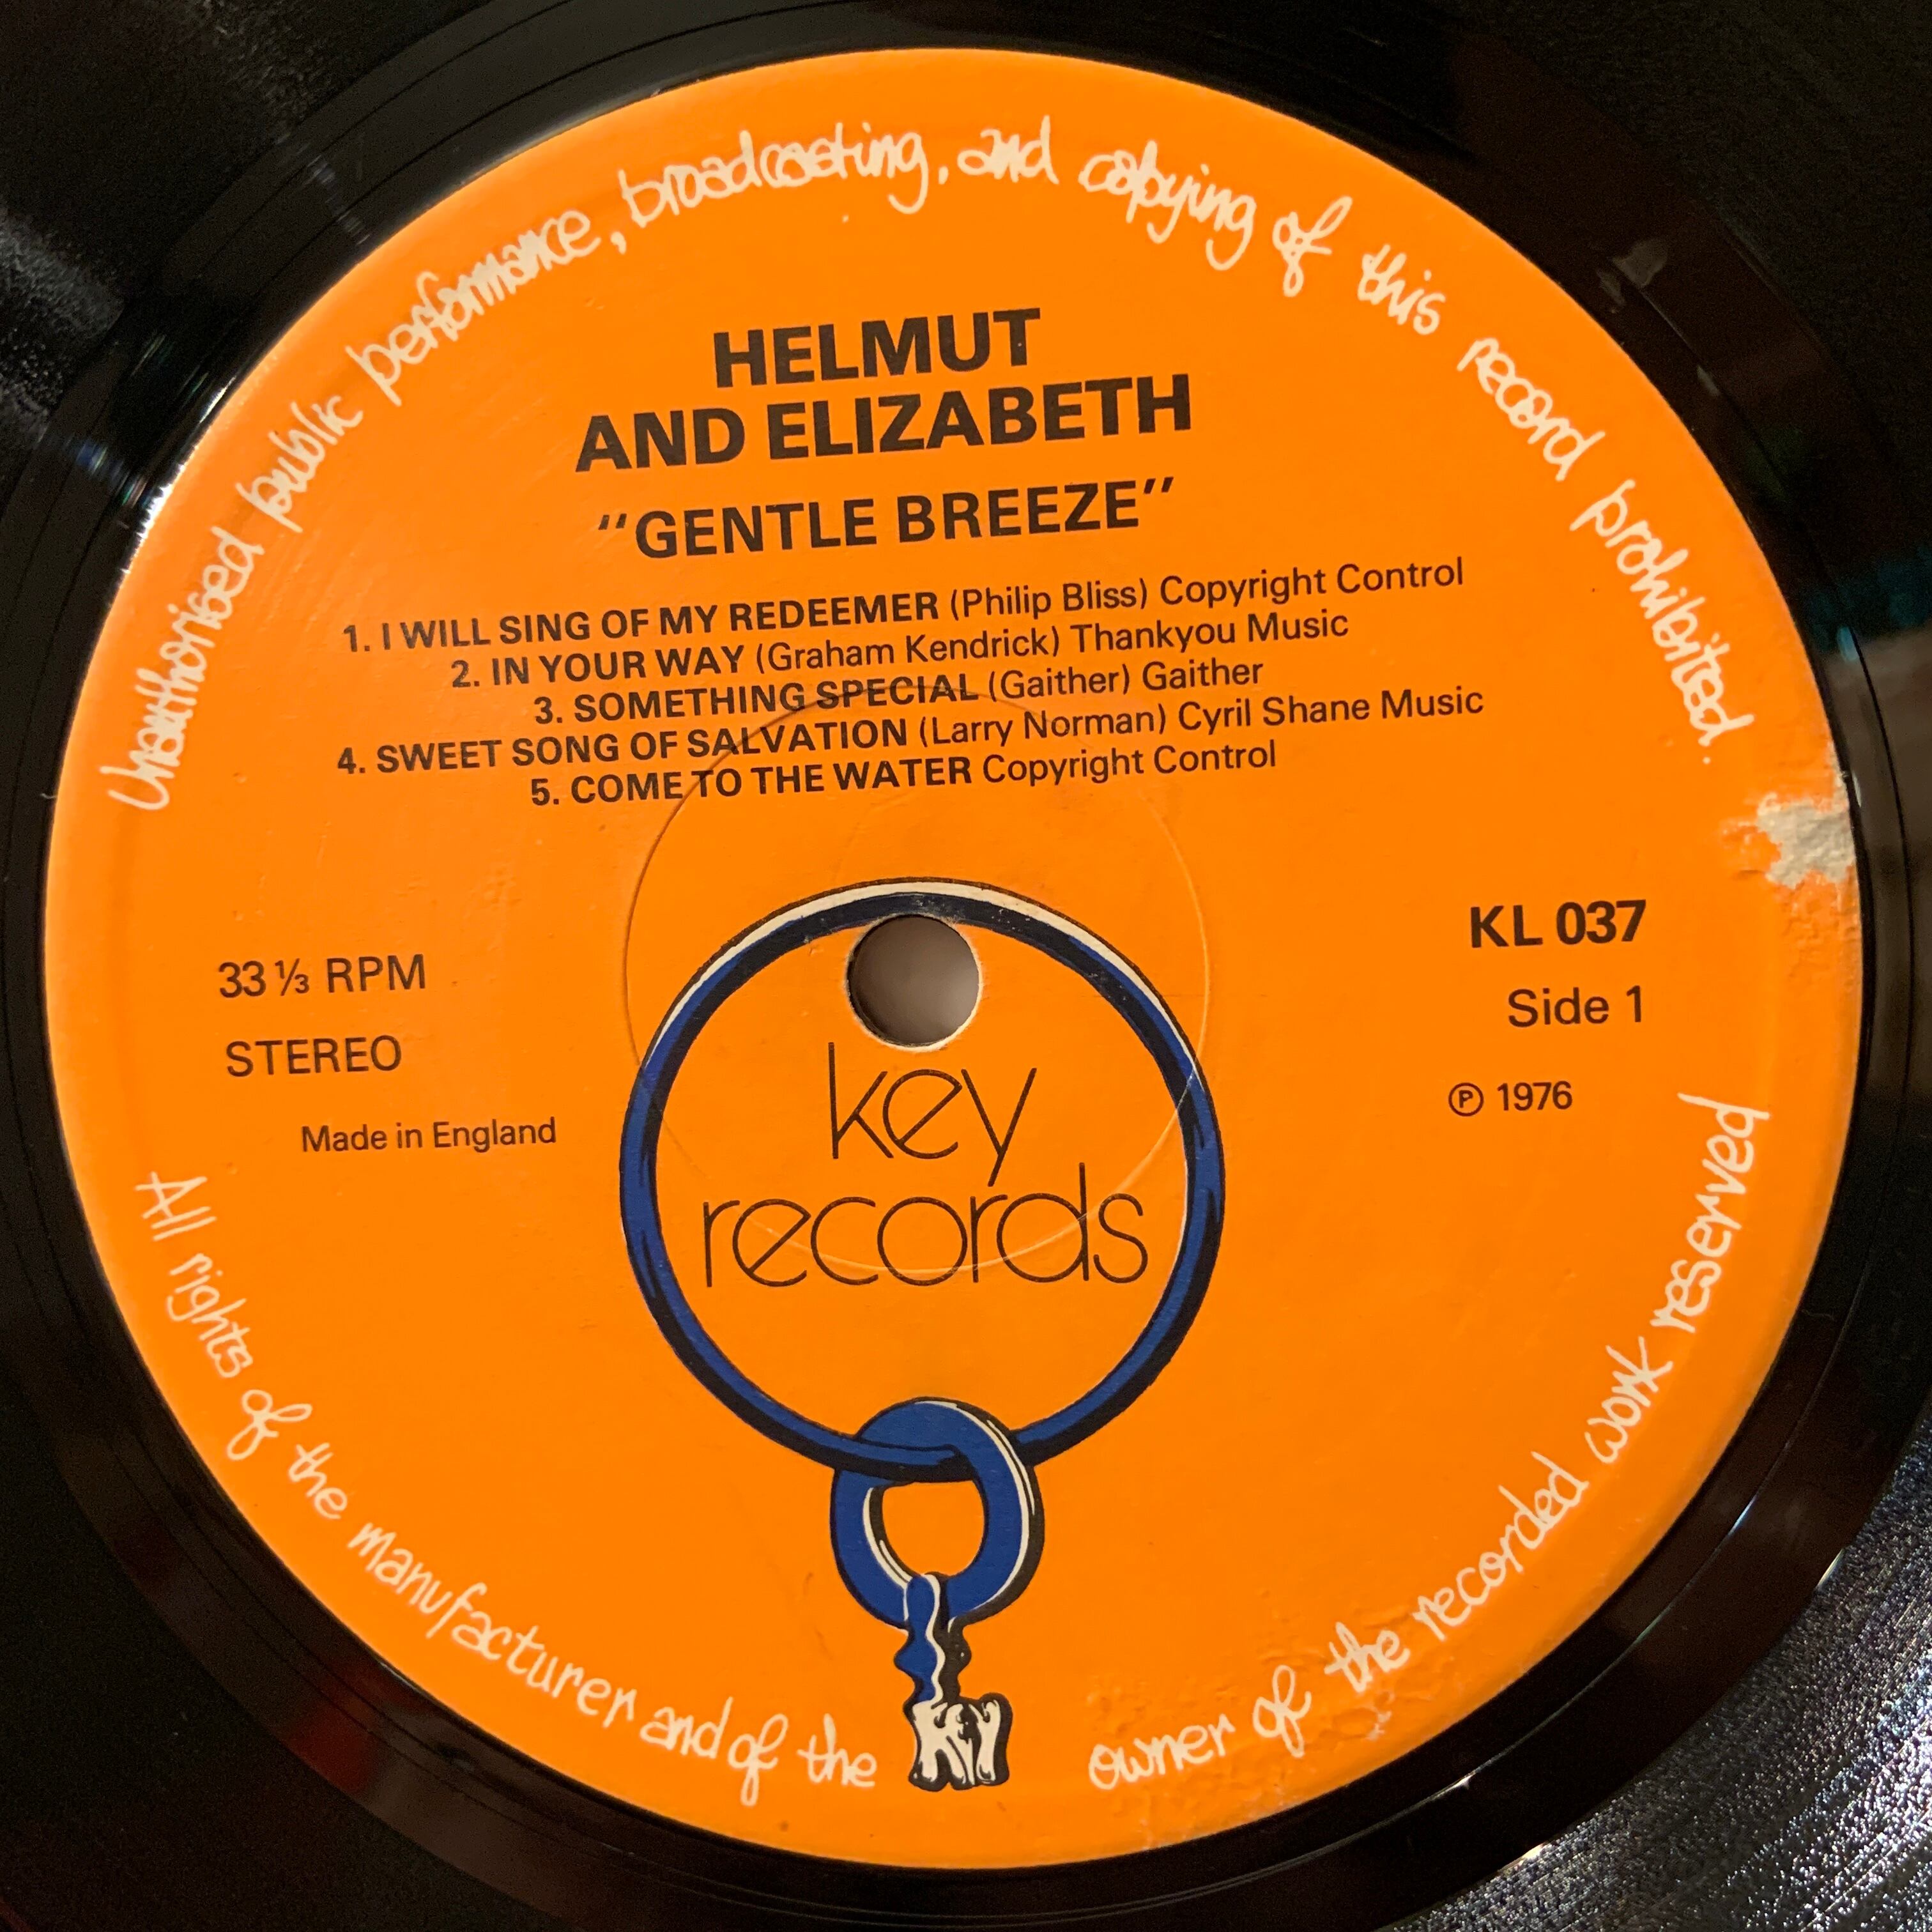 Unauthorised public performance, broadcasting, and copying of this record prohibited.
HELMUT
AND ELIZABETH
"GENTLE BREEZE"
1. I WILL SING OF MY REDEEMER (Philip Bliss) Copyright Control
2. IN YOUR WAY (Graham Kendrick) Thankyou Music
3. SOMETHING SPECIAL (Gaither) Gaither
4. SWEET SONG OF SALVATION (Larry Norman) Cyril Shane Music
5. COME TO THE WATER Copyright Control
33 ⅓ RPM
STEREO
Made in England
KL 037
Side 1
Ⓟ 1976
key
records
KEY
All rights of the manufacturer and of the owner of the recorded work reserved